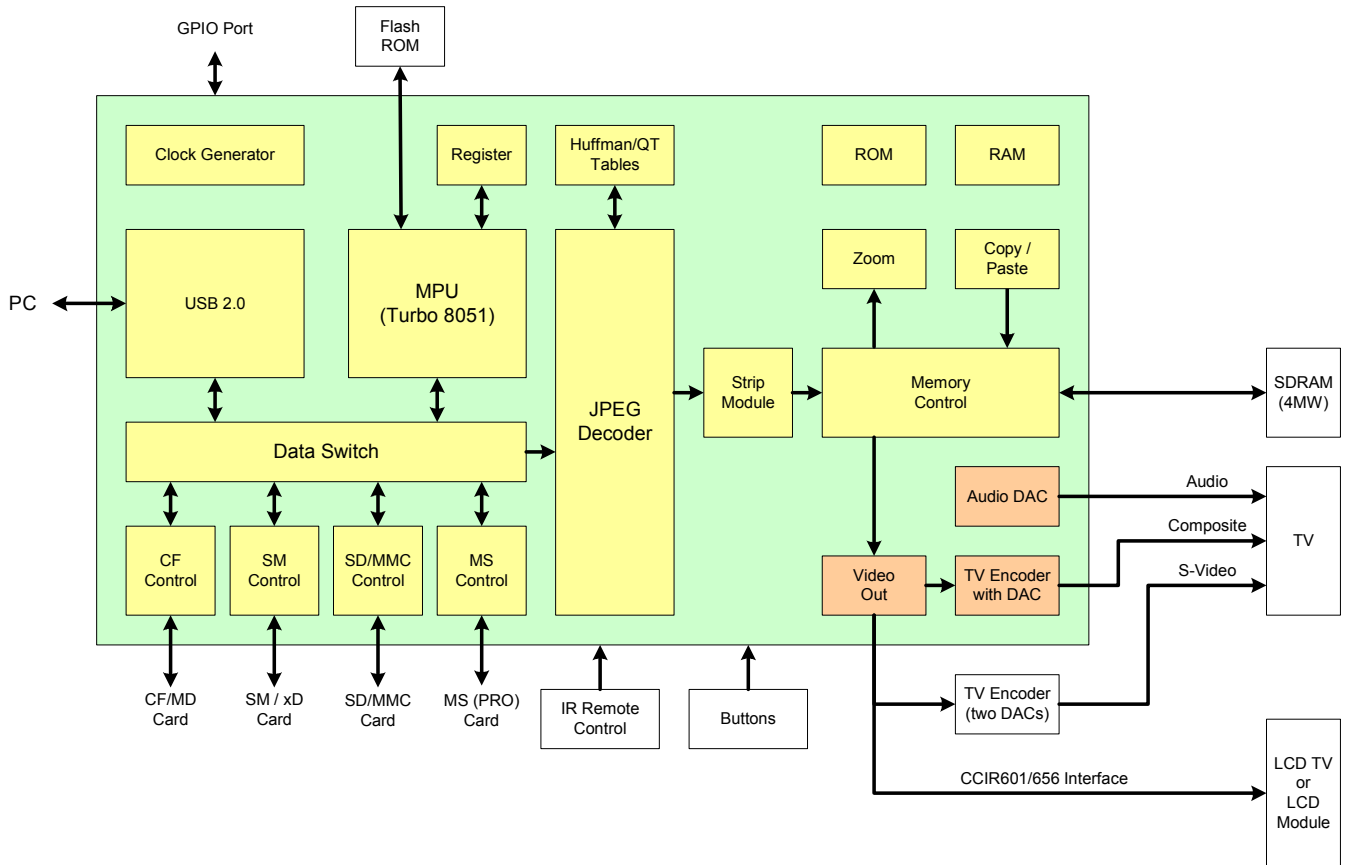 GPIO Port
Flash
ROM
Clock Generator
Register
Huffman/QT
Tables
ROM
RAM
PC
USB 2.0
MPU
(Turbo 8051)
Zoom
Copy /
Paste
JPEG
Decoder
Strip
Module
Memory
Control
SDRAM
(4MW)
Data Switch
Audio DAC
Audio
Composite
S-Video
TV
CF
Control
SM
Control
SD/MMC
Control
MS
Control
Video
Out
TV Encoder
with DAC
CF/MD
Card
SM / xD
Card
SD/MMC
Card
MS (PRO)
Card
IR Remote
Control
Buttons
TV Encoder
(two DACs)
CCIR601/656 Interface
LCD TV
or
LCD
Module